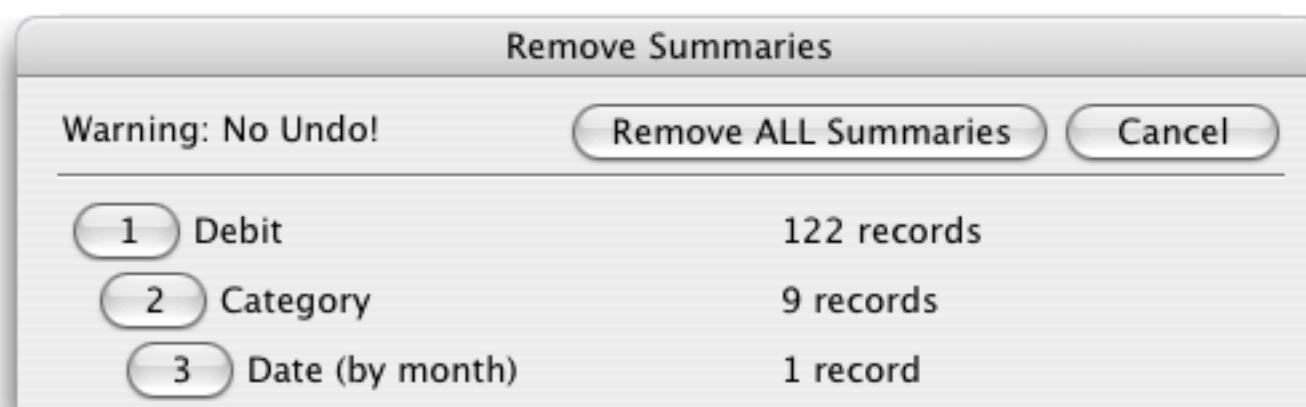 Remove Summaries
Warning: No Undo! Remove ALL Summaries Cancel
1 Debit 122 records
2 Category 9 records
3 Date (by month) 1 record